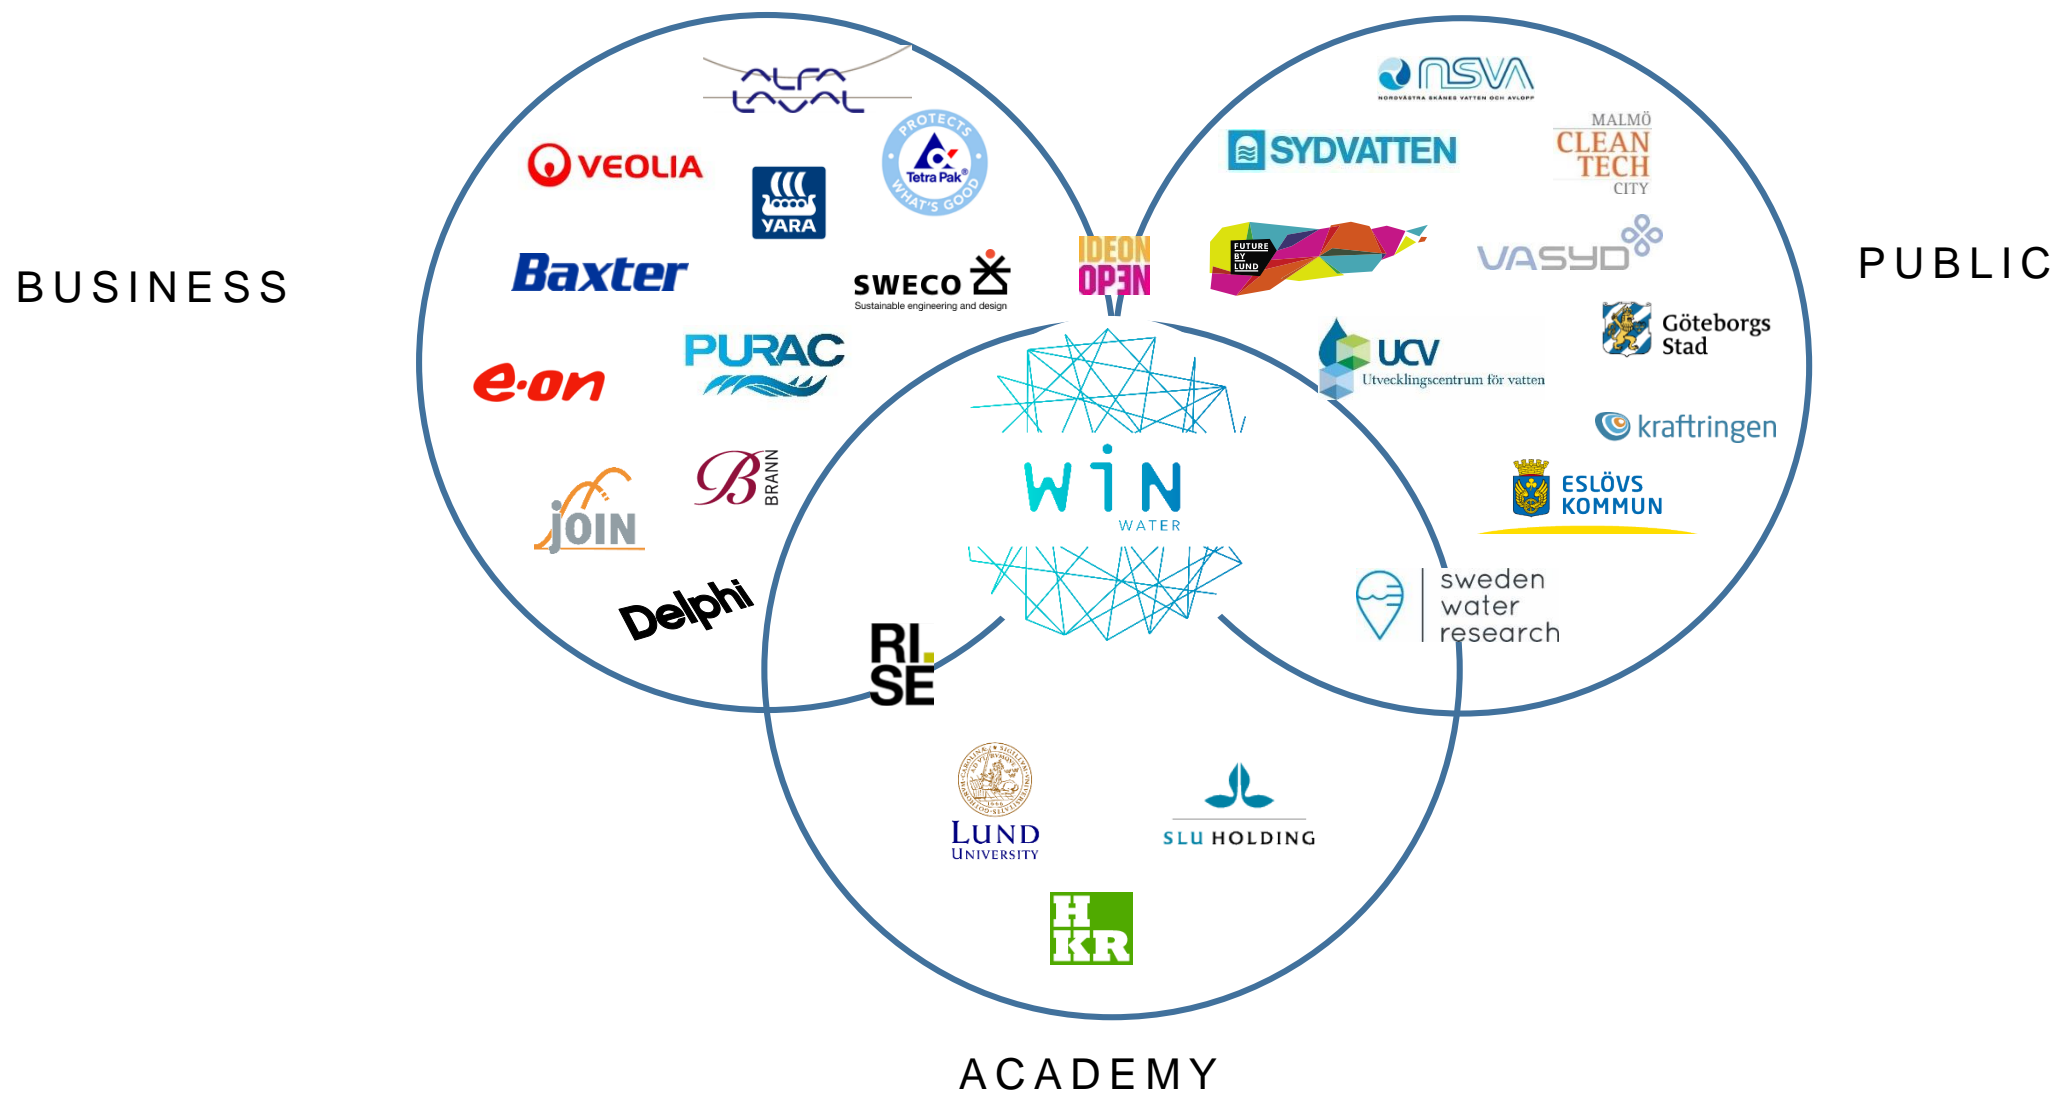 BUSINESS
ALFA
LAVAL
VEOLIA
YARA
PROTECTS
Tetra Pak®
WHAT'S GOOD
Baxter
SWECO
Sustainable engineering and design
PURAC
e·on
BRANN
B
JOIN
Delphi
IDEON
OPEN
PUBLIC
NSVA
NORDVÄSTRA SKÅNES VATTEN OCH AVLOPP
SYDVATTEN
MALMÖ
CLEAN
TECH
CITY
FUTURE
BY
LUND
VASYD
Göteborgs
Stad
UCV
Utvecklingscentrum för vatten
kraftringen
ESLÖVS
KOMMUN
WIN
WATER
sweden
water
research
RI.
SE
LUND
UNIVERSITY
SLU HOLDING
H
KR
ACADEMY